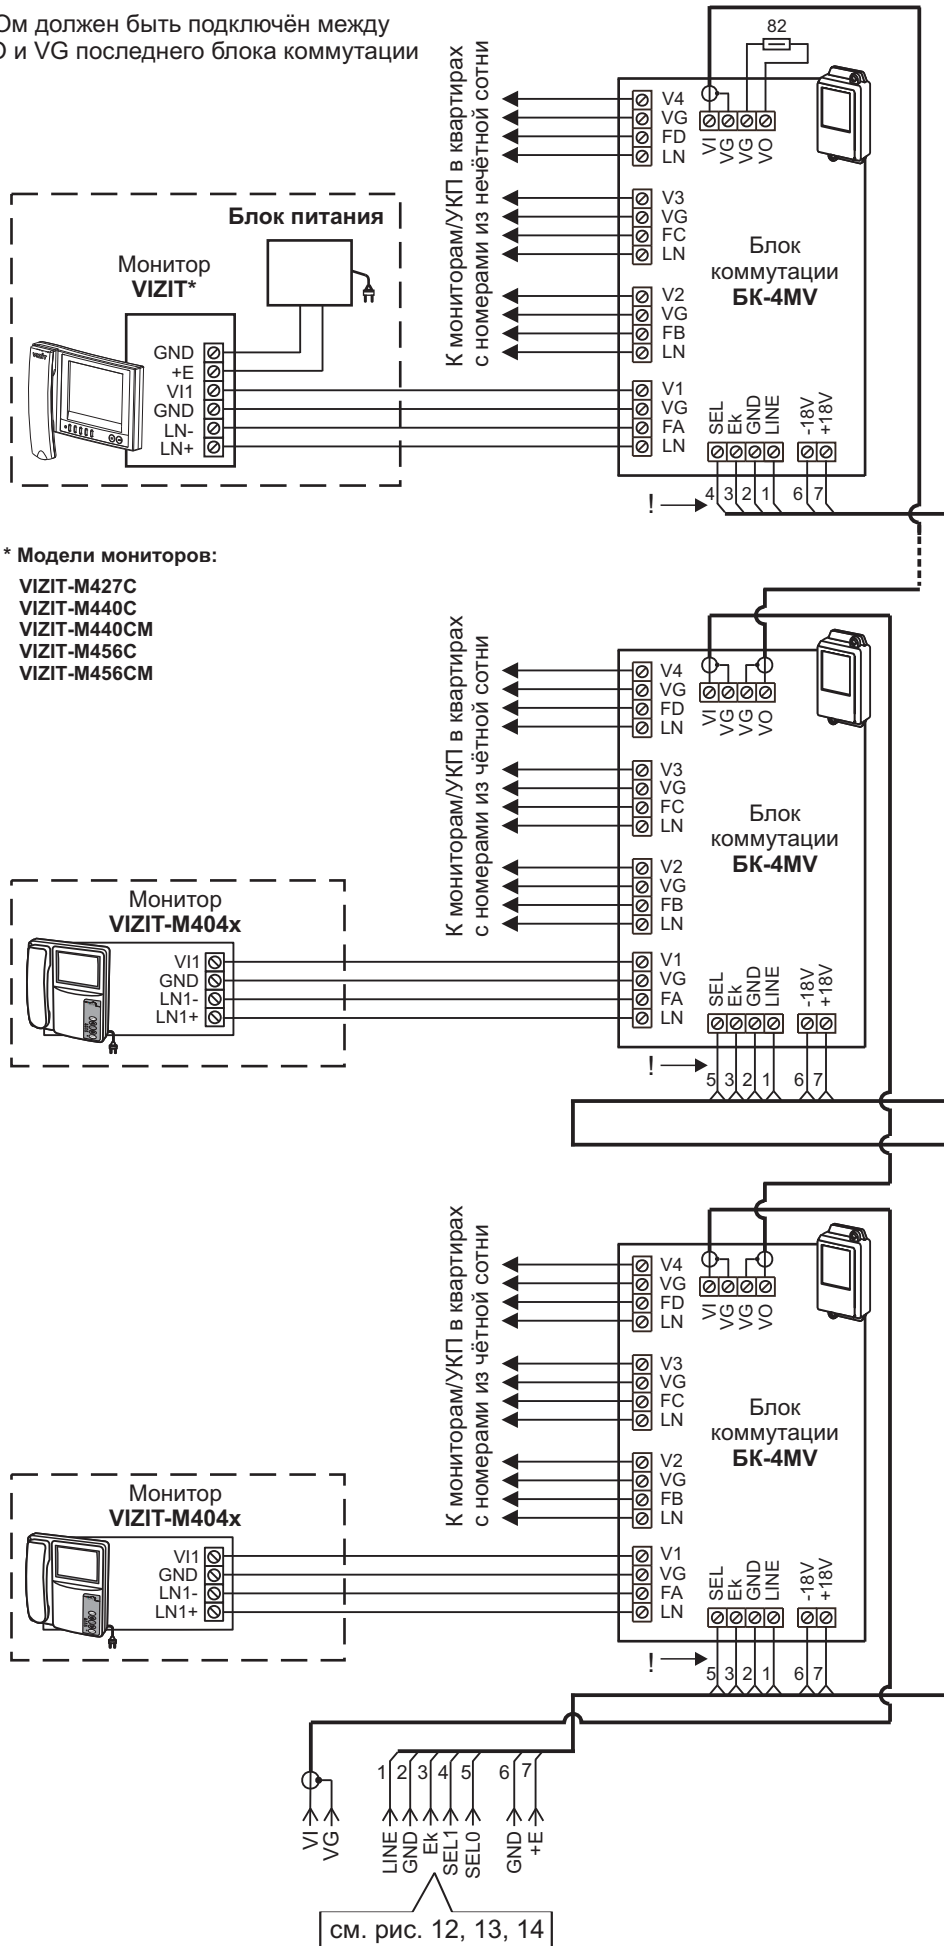 Ом должен быть подключён между
и VG последнего блока коммутации
К мониторам/УКП в квартирах
с номерами из нечётной сотни
82
V4
VG
FD
LN
VI
VG
VG
VO
V3
VG
FC
LN
V2
VG
FB
LN
V1
VG
FA
LN
Блок
коммутации
БК-4MV
SEL
Ek
GND
LINE
-18V
+18V
! 4 3 2 1 6 7
Блок питания
Монитор
VIZIT*
GND
+E
VI1
GND
LN-
LN+
* Модели мониторов:
VIZIT-M427C
VIZIT-M440C
VIZIT-M440CM
VIZIT-M456C
VIZIT-M456CM
К мониторам/УКП в квартирах
с номерами из чётной сотни
V4
VG
FD
LN
VI
VG
VG
VO
V3
VG
FC
LN
V2
VG
FB
LN
V1
VG
FA
LN
Блок
коммутации
БК-4MV
SEL
Ek
GND
LINE
-18V
+18V
! 5 3 2 1 6 7
Монитор
VIZIT-M404x
VI1
GND
LN1-
LN1+
К мониторам/УКП в квартирах
с номерами из чётной сотни
V4
VG
FD
LN
VI
VG
VG
VO
V3
VG
FC
LN
V2
VG
FB
LN
V1
VG
FA
LN
Блок
коммутации
БК-4MV
SEL
Ek
GND
LINE
-18V
+18V
! 5 3 2 1 6 7
Монитор
VIZIT-M404x
VI1
GND
LN1-
LN1+
1 2 3 4 5 6 7
VI
VG
LINE
GND
Ek
SEL1
SEL0
GND
+E
см. рис. 12, 13, 14